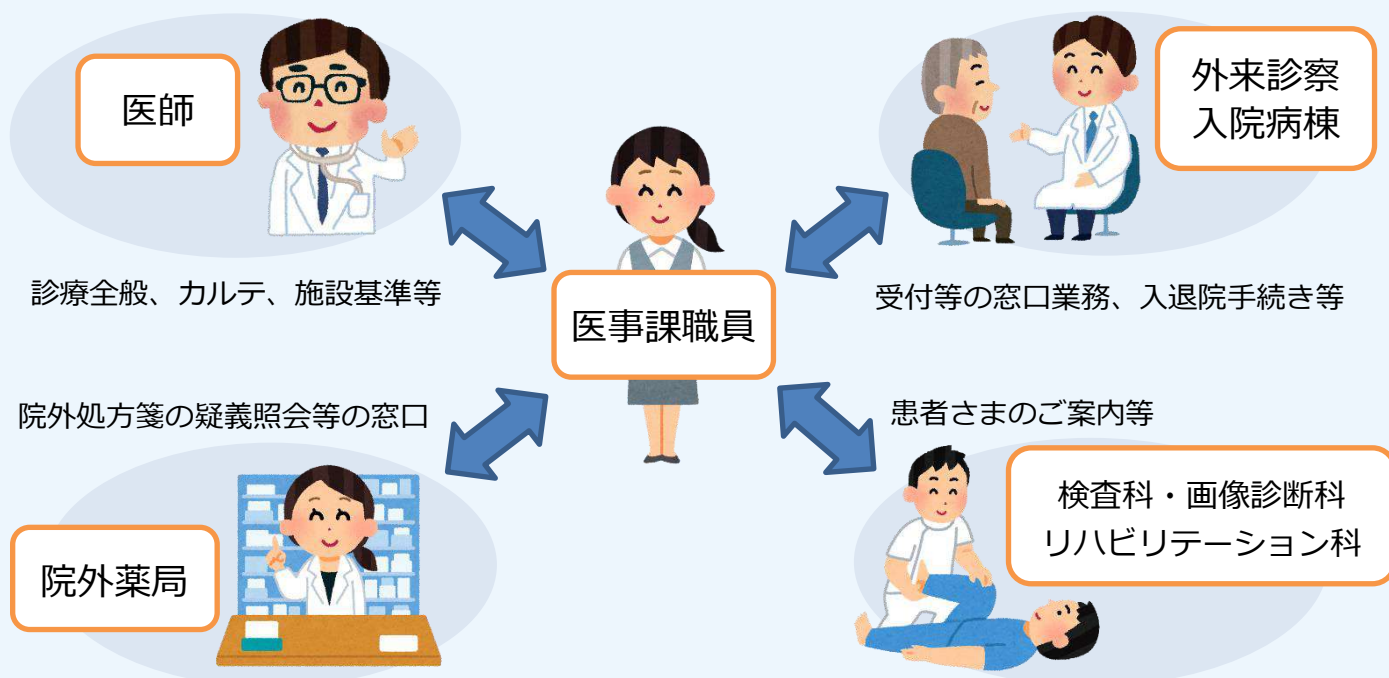 医師
外来診察
入院病棟
診療全般、カルテ、施設基準等
医事課職員
受付等の窓口業務、入退院手続き等
院外処方箋の疑義照会等の窓口
患者さまのご案内等
院外薬局
検査科・画像診断科
リハビリテーション科